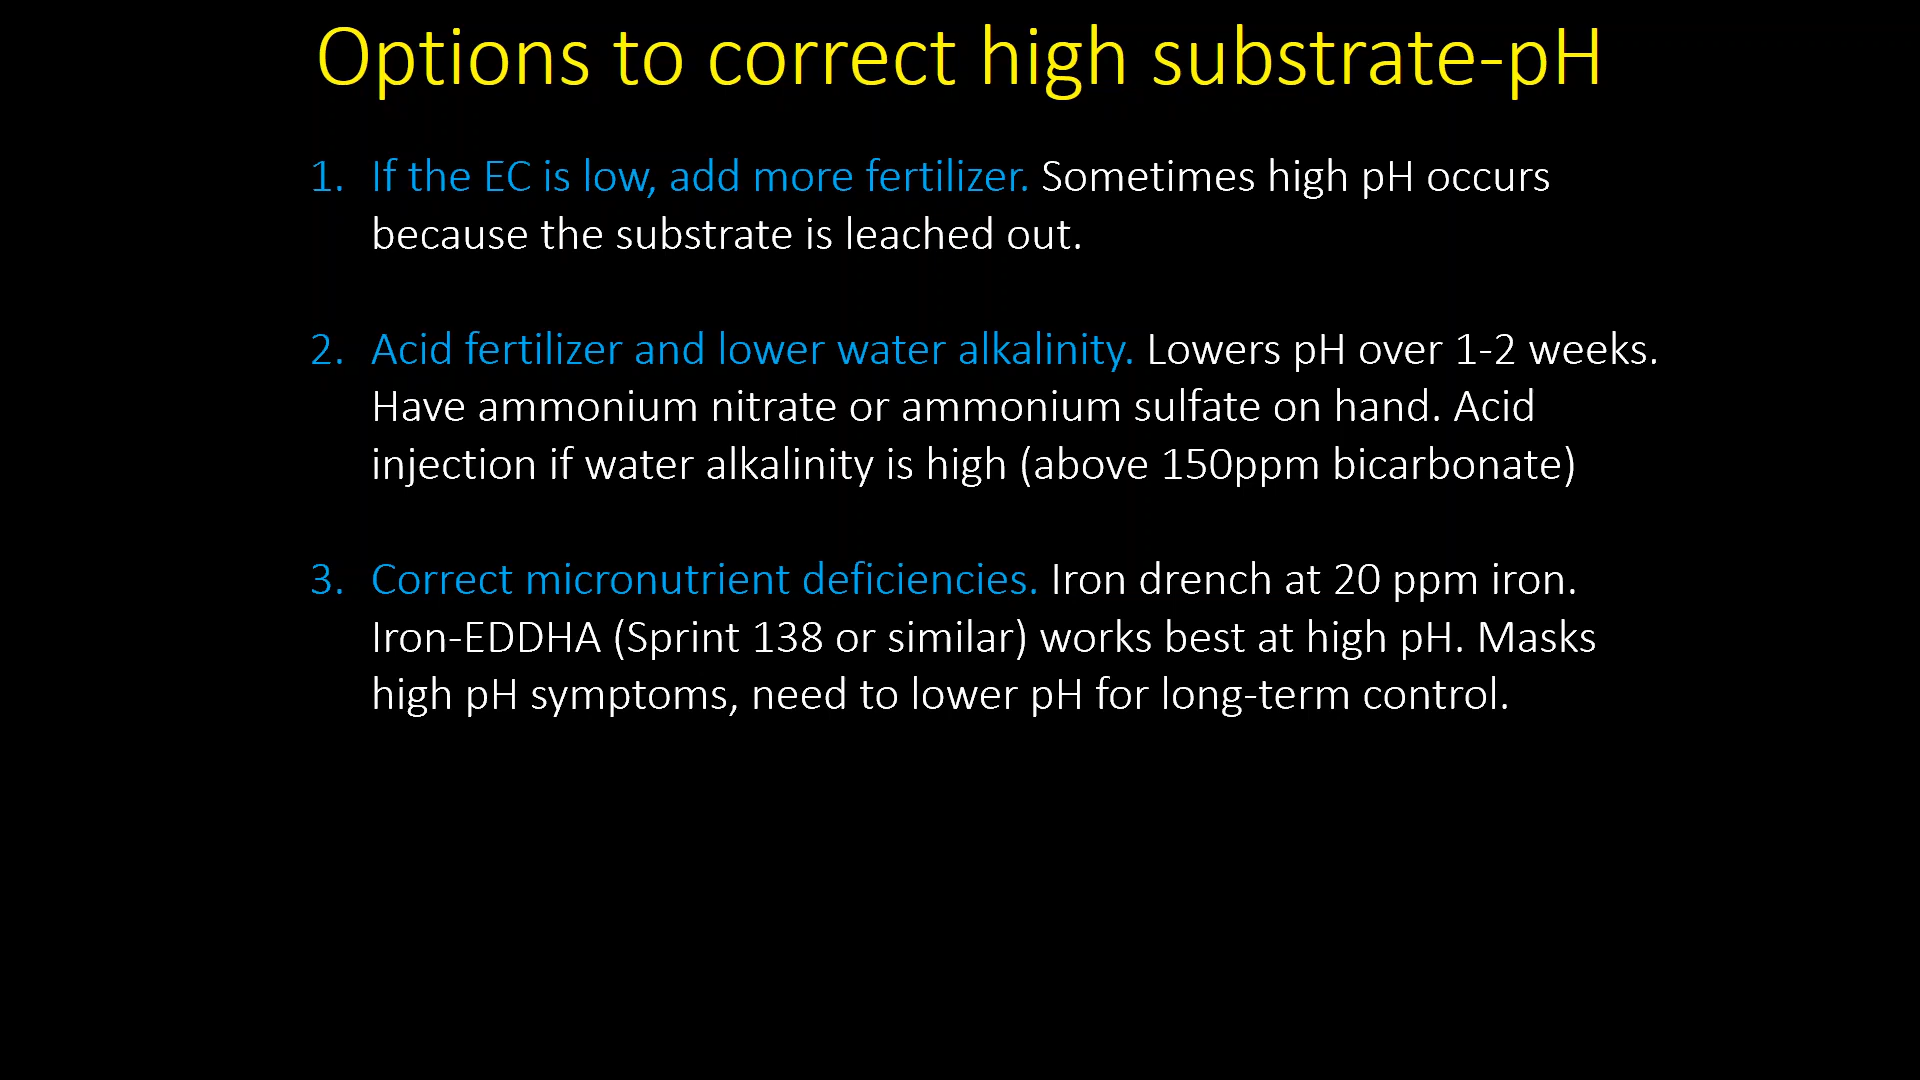 Options to correct high substrate-pH
1. If the EC is low, add more fertilizer. Sometimes high pH occurs
because the substrate is leached out.
2. Acid fertilizer and lower water alkalinity. Lowers pH over 1-2 weeks.
Have ammonium nitrate or ammonium sulfate on hand. Acid
injection if water alkalinity is high (above 150ppm bicarbonate)
3. Correct micronutrient deficiencies. Iron drench at 20 ppm iron.
Iron-EDDHA (Sprint 138 or similar) works best at high pH. Masks
high pH symptoms, need to lower pH for long-term control.